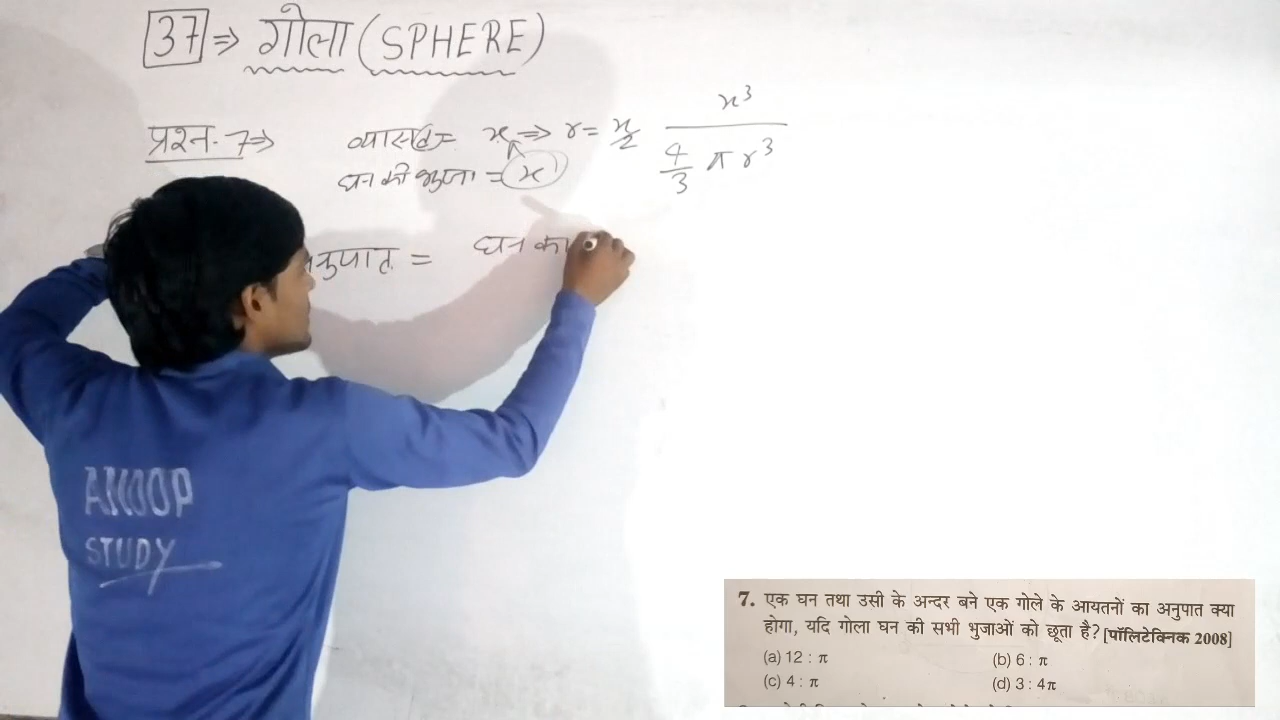 37 ⇒ गोला (SPHERE)
प्रश्न. 7⇒ व्यास = x ⇒ r = x/2
घन की भुजा = x
x³ / 4/3 π r³
नुपात = घन का
ANOOP
STUDY
7. एक घन तथा उसी के अन्दर बने एक गोले के आयतनों का अनुपात क्या
होगा, यदि गोला घन की सभी भुजाओं को छूता है? [पॉलिटेक्निक 2008]
(a) 12 : π (b) 6 : π
(c) 4 : π (d) 3 : 4π